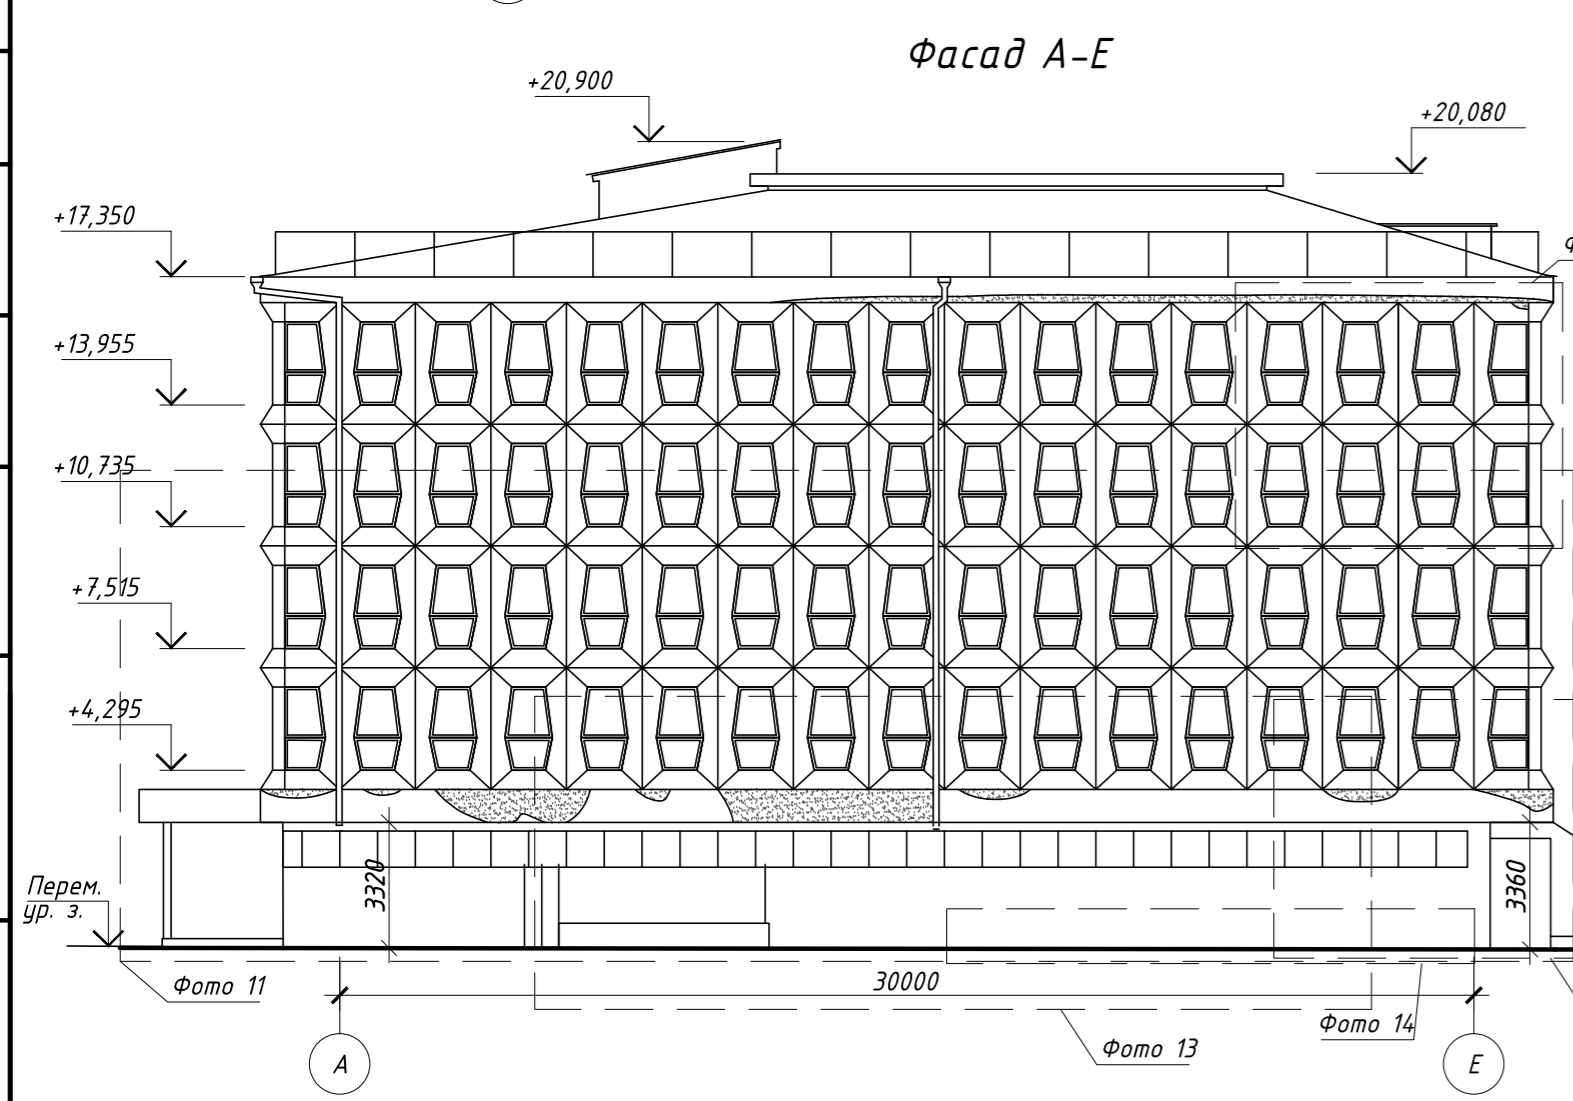 Фасад А-Е
+20,900
+20,080
+17,350
+13,955
+10,735
+7,515
+4,295
3320
3360
Перем.
ур. з.
Фото 11
30000
Фото 14
Фото 13
А
Е